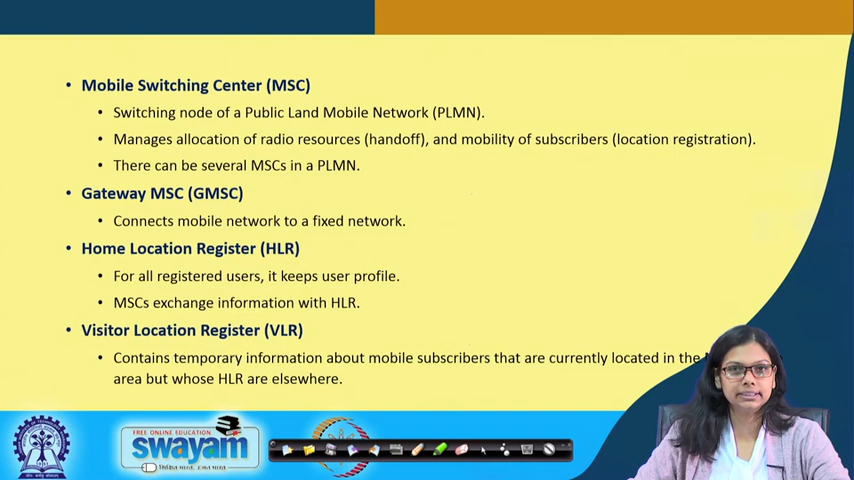 • Mobile Switching Center (MSC)
• Switching node of a Public Land Mobile Network (PLMN).
• Manages allocation of radio resources (handoff), and mobility of subscribers (location registration).
• There can be several MSCs in a PLMN.
• Gateway MSC (GMSC)
• Connects mobile network to a fixed network.
• Home Location Register (HLR)
• For all registered users, it keeps user profile.
• MSCs exchange information with HLR.
• Visitor Location Register (VLR)
• Contains temporary information about mobile subscribers that are currently located in the
area but whose HLR are elsewhere.
FREE ONLINE EDUCATION
swayam